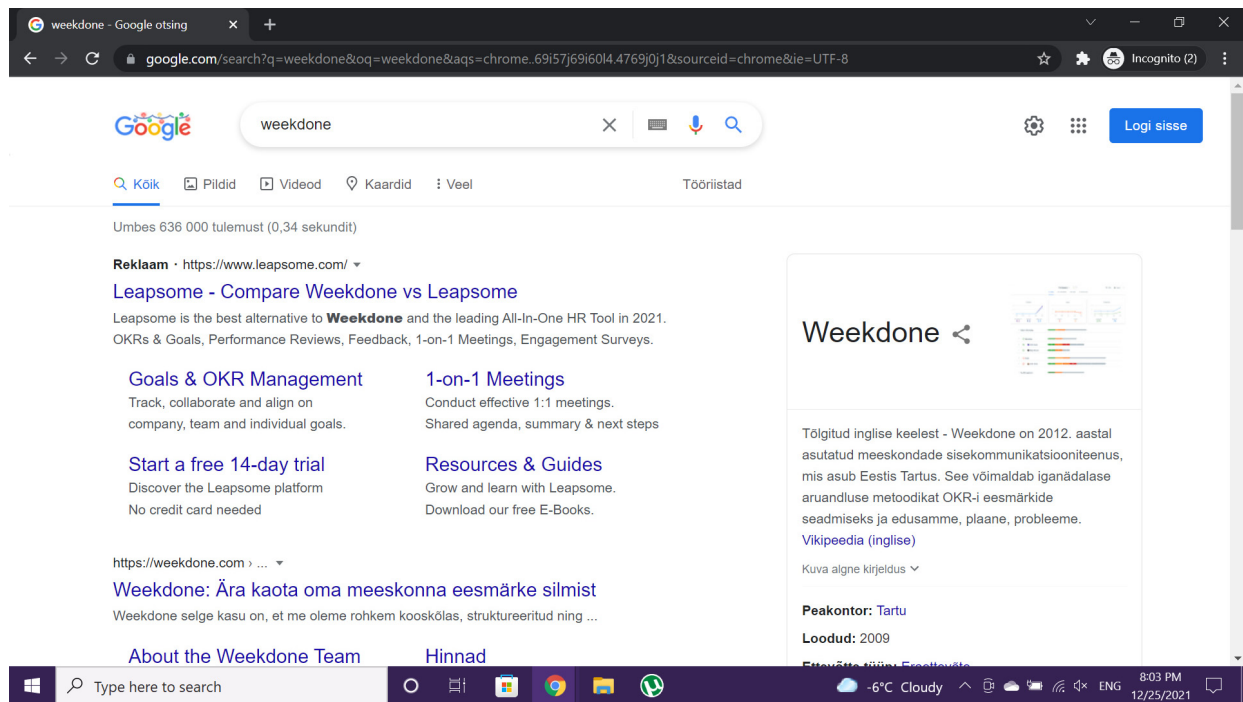 weekdone - Google otsing
google.com/search?q=weekdone&oq=weekdone&aqs=chrome..69i57j69i60l4.4769j0j1&sourceid=chrome&ie=UTF-8
Incognito (2)
Google
weekdone
Logi sisse
Kõik
Pildid
Videod
Kaardid
Veel
Tööriistad
Umbes 636 000 tulemust (0,34 sekundit)
Reklaam · https://www.leapsome.com/
Leapsome - Compare Weekdone vs Leapsome
Leapsome is the best alternative to Weekdone and the leading All-In-One HR Tool in 2021.
OKRs & Goals, Performance Reviews, Feedback, 1-on-1 Meetings, Engagement Surveys.
Goals & OKR Management
Track, collaborate and align on
company, team and individual goals.
1-on-1 Meetings
Conduct effective 1:1 meetings.
Shared agenda, summary & next steps
Start a free 14-day trial
Discover the Leapsome platform
No credit card needed
Resources & Guides
Grow and learn with Leapsome.
Download our free E-Books.
https://weekdone.com › ...
Weekdone: Ära kaota oma meeskonna eesmärke silmist
Weekdone selge kasu on, et me oleme rohkem kooskõlas, struktureeritud ning ...
About the Weekdone Team
Hinnad
Weekdone
Tõlgitud inglise keelest - Weekdone on 2012. aastal
asutatud meeskondade sisekommunikatsiooniteenus,
mis asub Eestis Tartus. See võimaldab iganädalase
aruandluse metoodikat OKR-i eesmärkide
seadmiseks ja edusamme, plaane, probleeme.
Vikipeedia (inglise)
Kuva algne kirjeldus
Peakontor: Tartu
Loodud: 2009
Ettevõtte tüüp: Eraettevõte
Type here to search
-6°C Cloudy
ENG
8:03 PM
12/25/2021